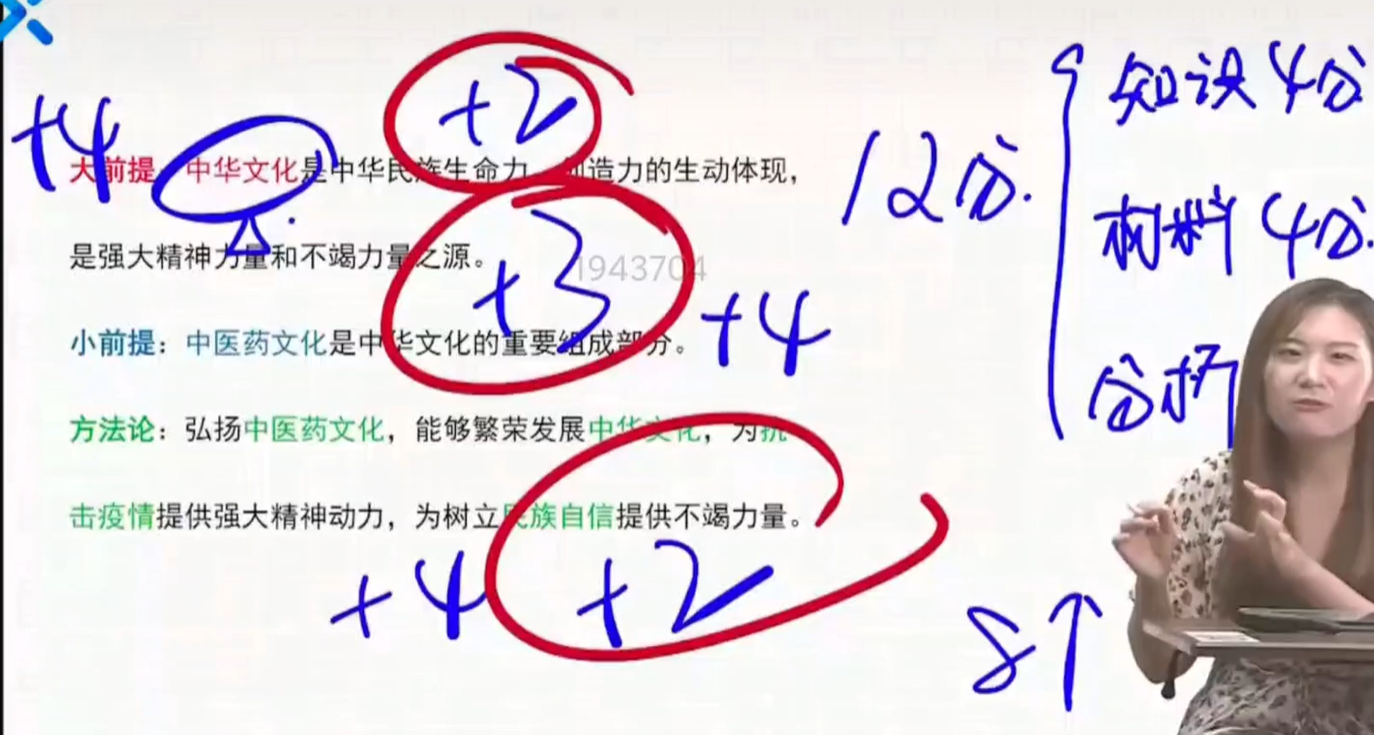 +4
+2
大前提：中华文化是中华民族生命力、创造力的生动体现，
12分.
知识4分
材料4分.
分析
是强大精神力量和不竭力量之源。
1943704
+3
小前提：中医药文化是中华文化的重要组成部分。
+4
方法论：弘扬中医药文化，能够繁荣发展中华文化，为抗
击疫情提供强大精神动力，为树立民族自信提供不竭力量。
+4
+2
8↑